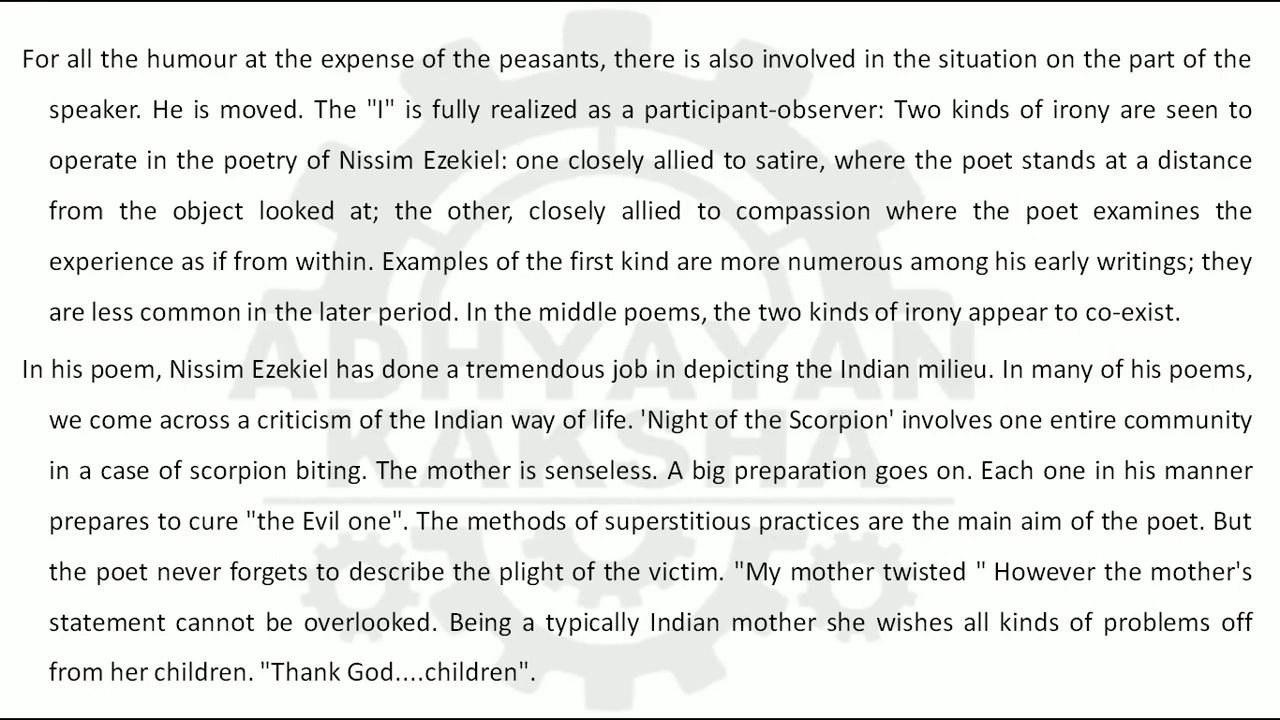 For all the humour at the expense of the peasants, there is also involved in the situation on the part of the
speaker. He is moved. The "I" is fully realized as a participant-observer: Two kinds of irony are seen to
operate in the poetry of Nissim Ezekiel: one closely allied to satire, where the poet stands at a distance
from the object looked at; the other, closely allied to compassion where the poet examines the
experience as if from within. Examples of the first kind are more numerous among his early writings; they
are less common in the later period. In the middle poems, the two kinds of irony appear to co-exist.
In his poem, Nissim Ezekiel has done a tremendous job in depicting the Indian milieu. In many of his poems,
we come across a criticism of the Indian way of life. 'Night of the Scorpion' involves one entire community
in a case of scorpion biting. The mother is senseless. A big preparation goes on. Each one in his manner
prepares to cure "the Evil one". The methods of superstitious practices are the main aim of the poet. But
the poet never forgets to describe the plight of the victim. "My mother twisted " However the mother's
statement cannot be overlooked. Being a typically Indian mother she wishes all kinds of problems off
from her children. "Thank God....children".
ADHYAYAN
KAKSHA